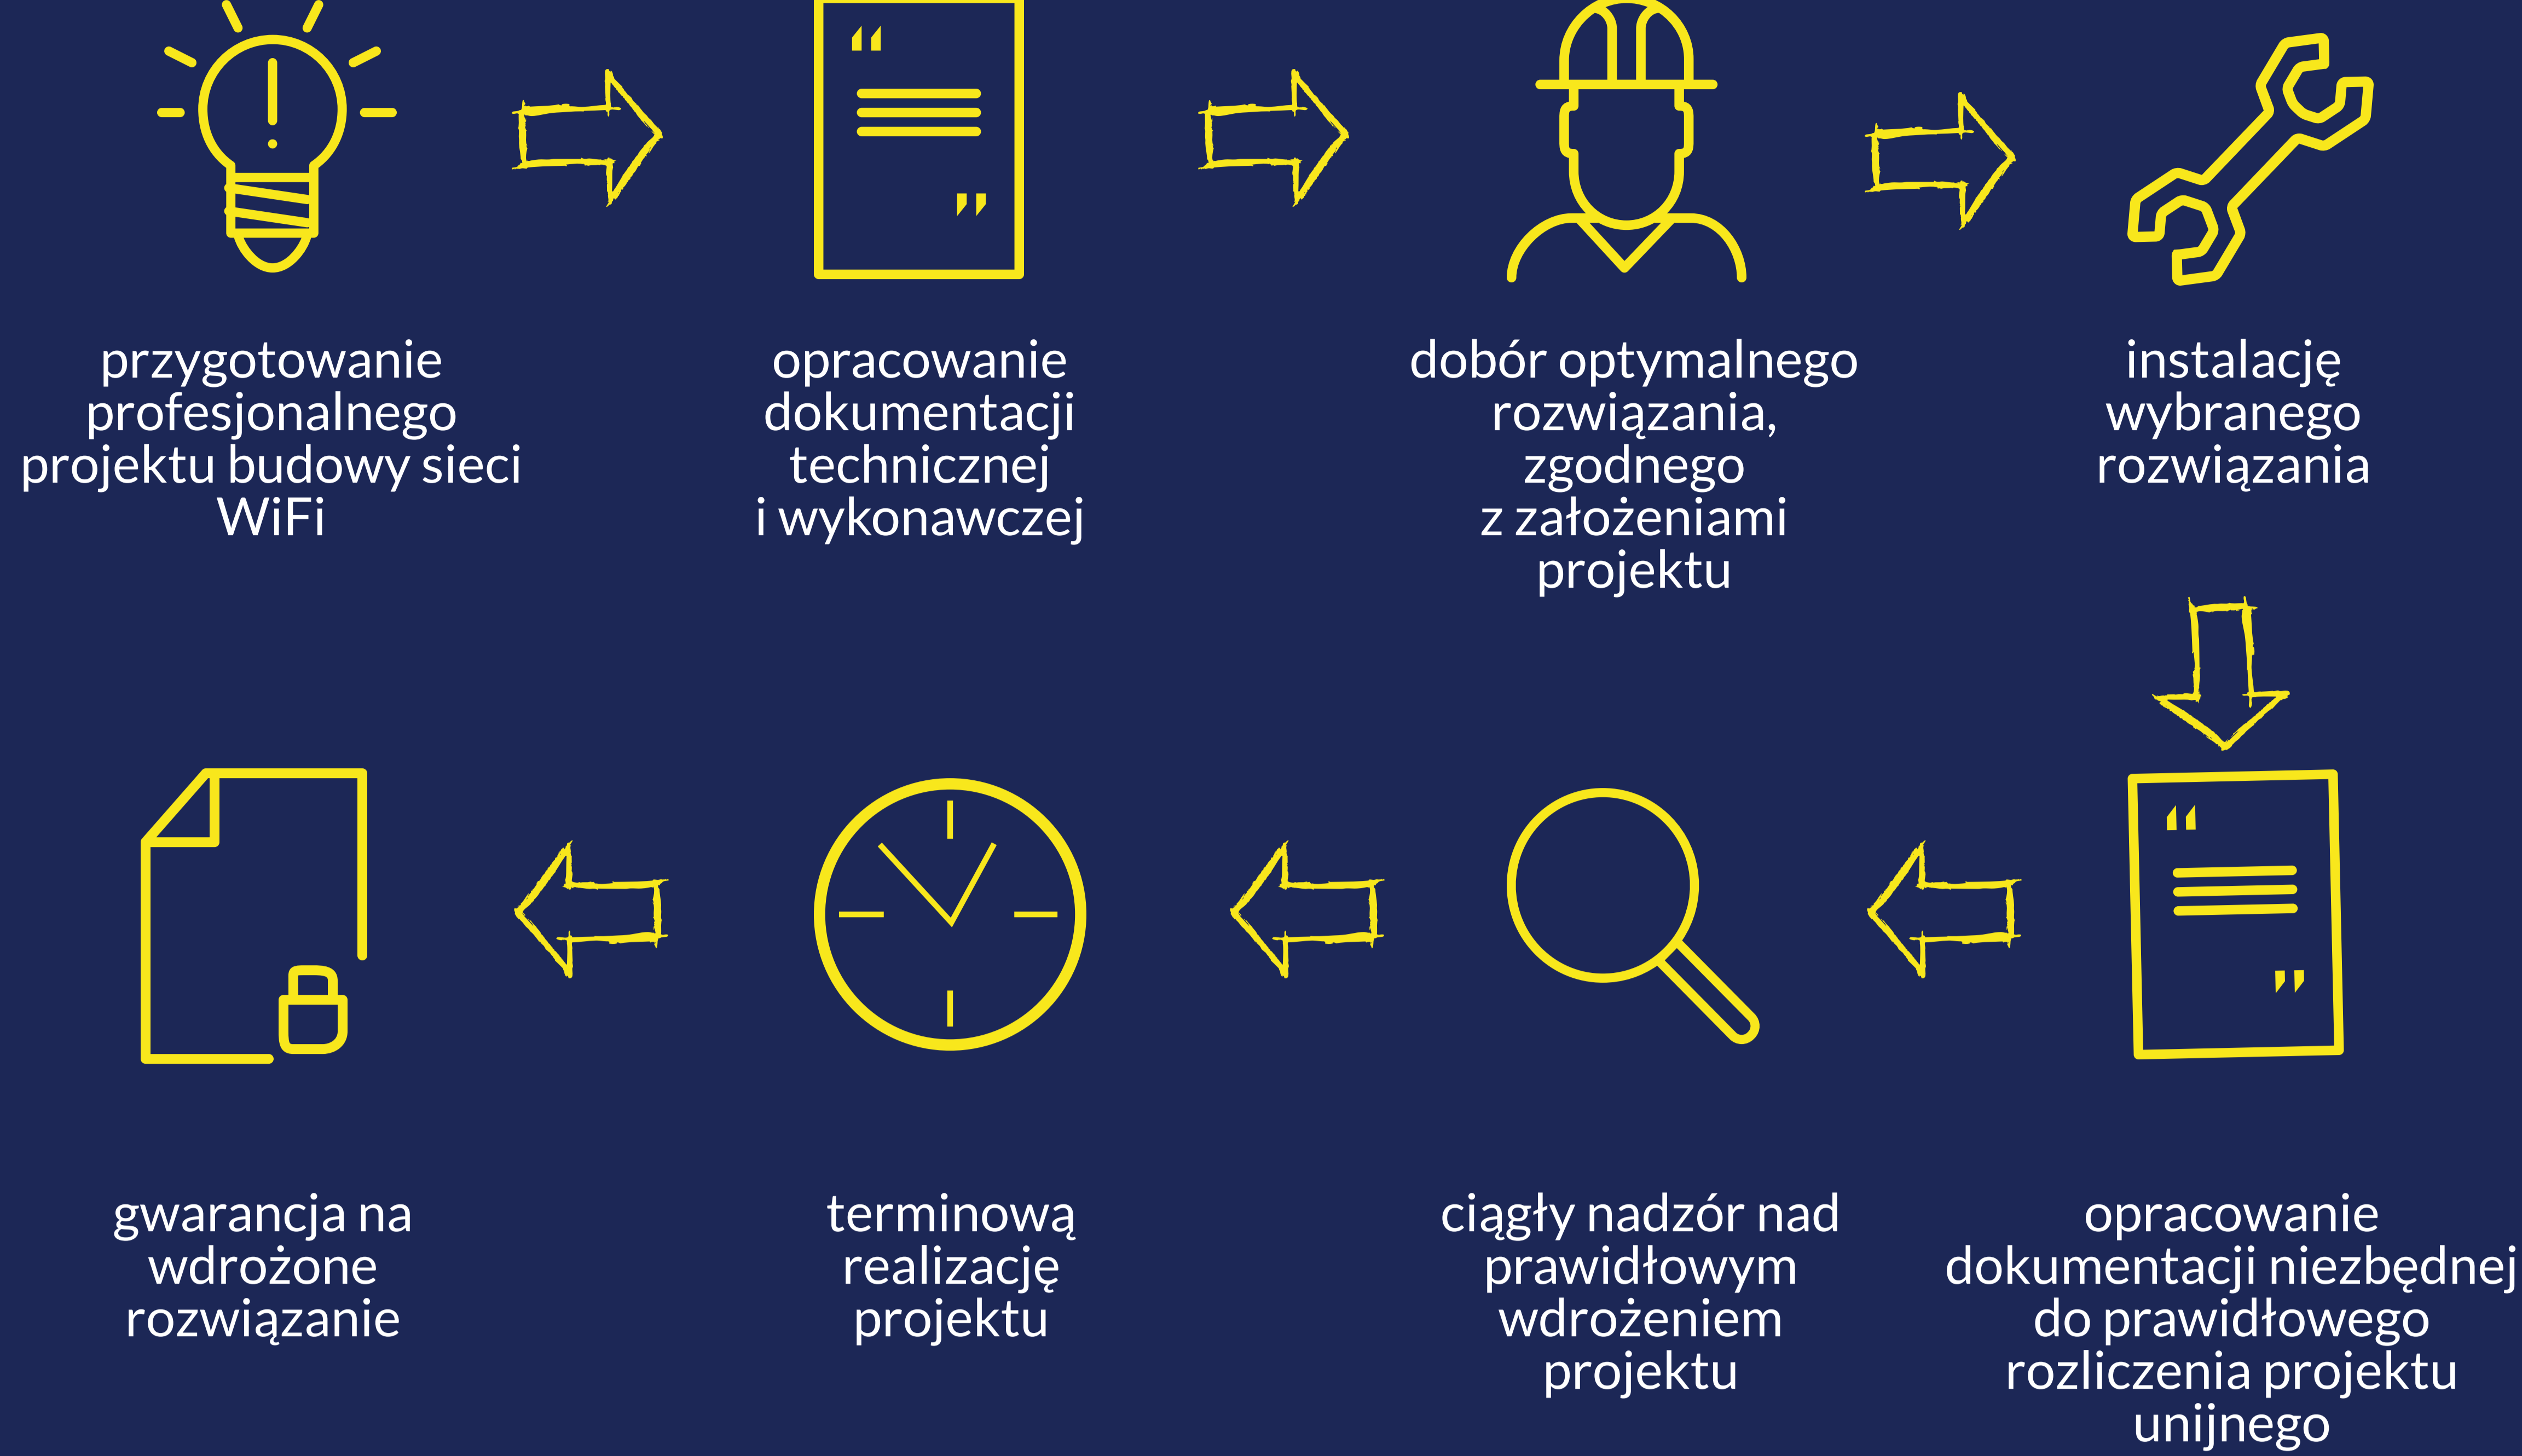 przygotowanie
profesjonalnego
projektu budowy sieci
WiFi
opracowanie
dokumentacji
technicznej
i wykonawczej
dobór optymalnego
rozwiązania,
zgodnego
z założeniami
projektu
instalację
wybranego
rozwiązania
opracowanie
dokumentacji niezbędnej
do prawidłowego
rozliczenia projektu
unijnego
ciągły nadzór nad
prawidłowym
wdrożeniem
projektu
terminową
realizację
projektu
gwarancja na
wdrożone
rozwiązanie